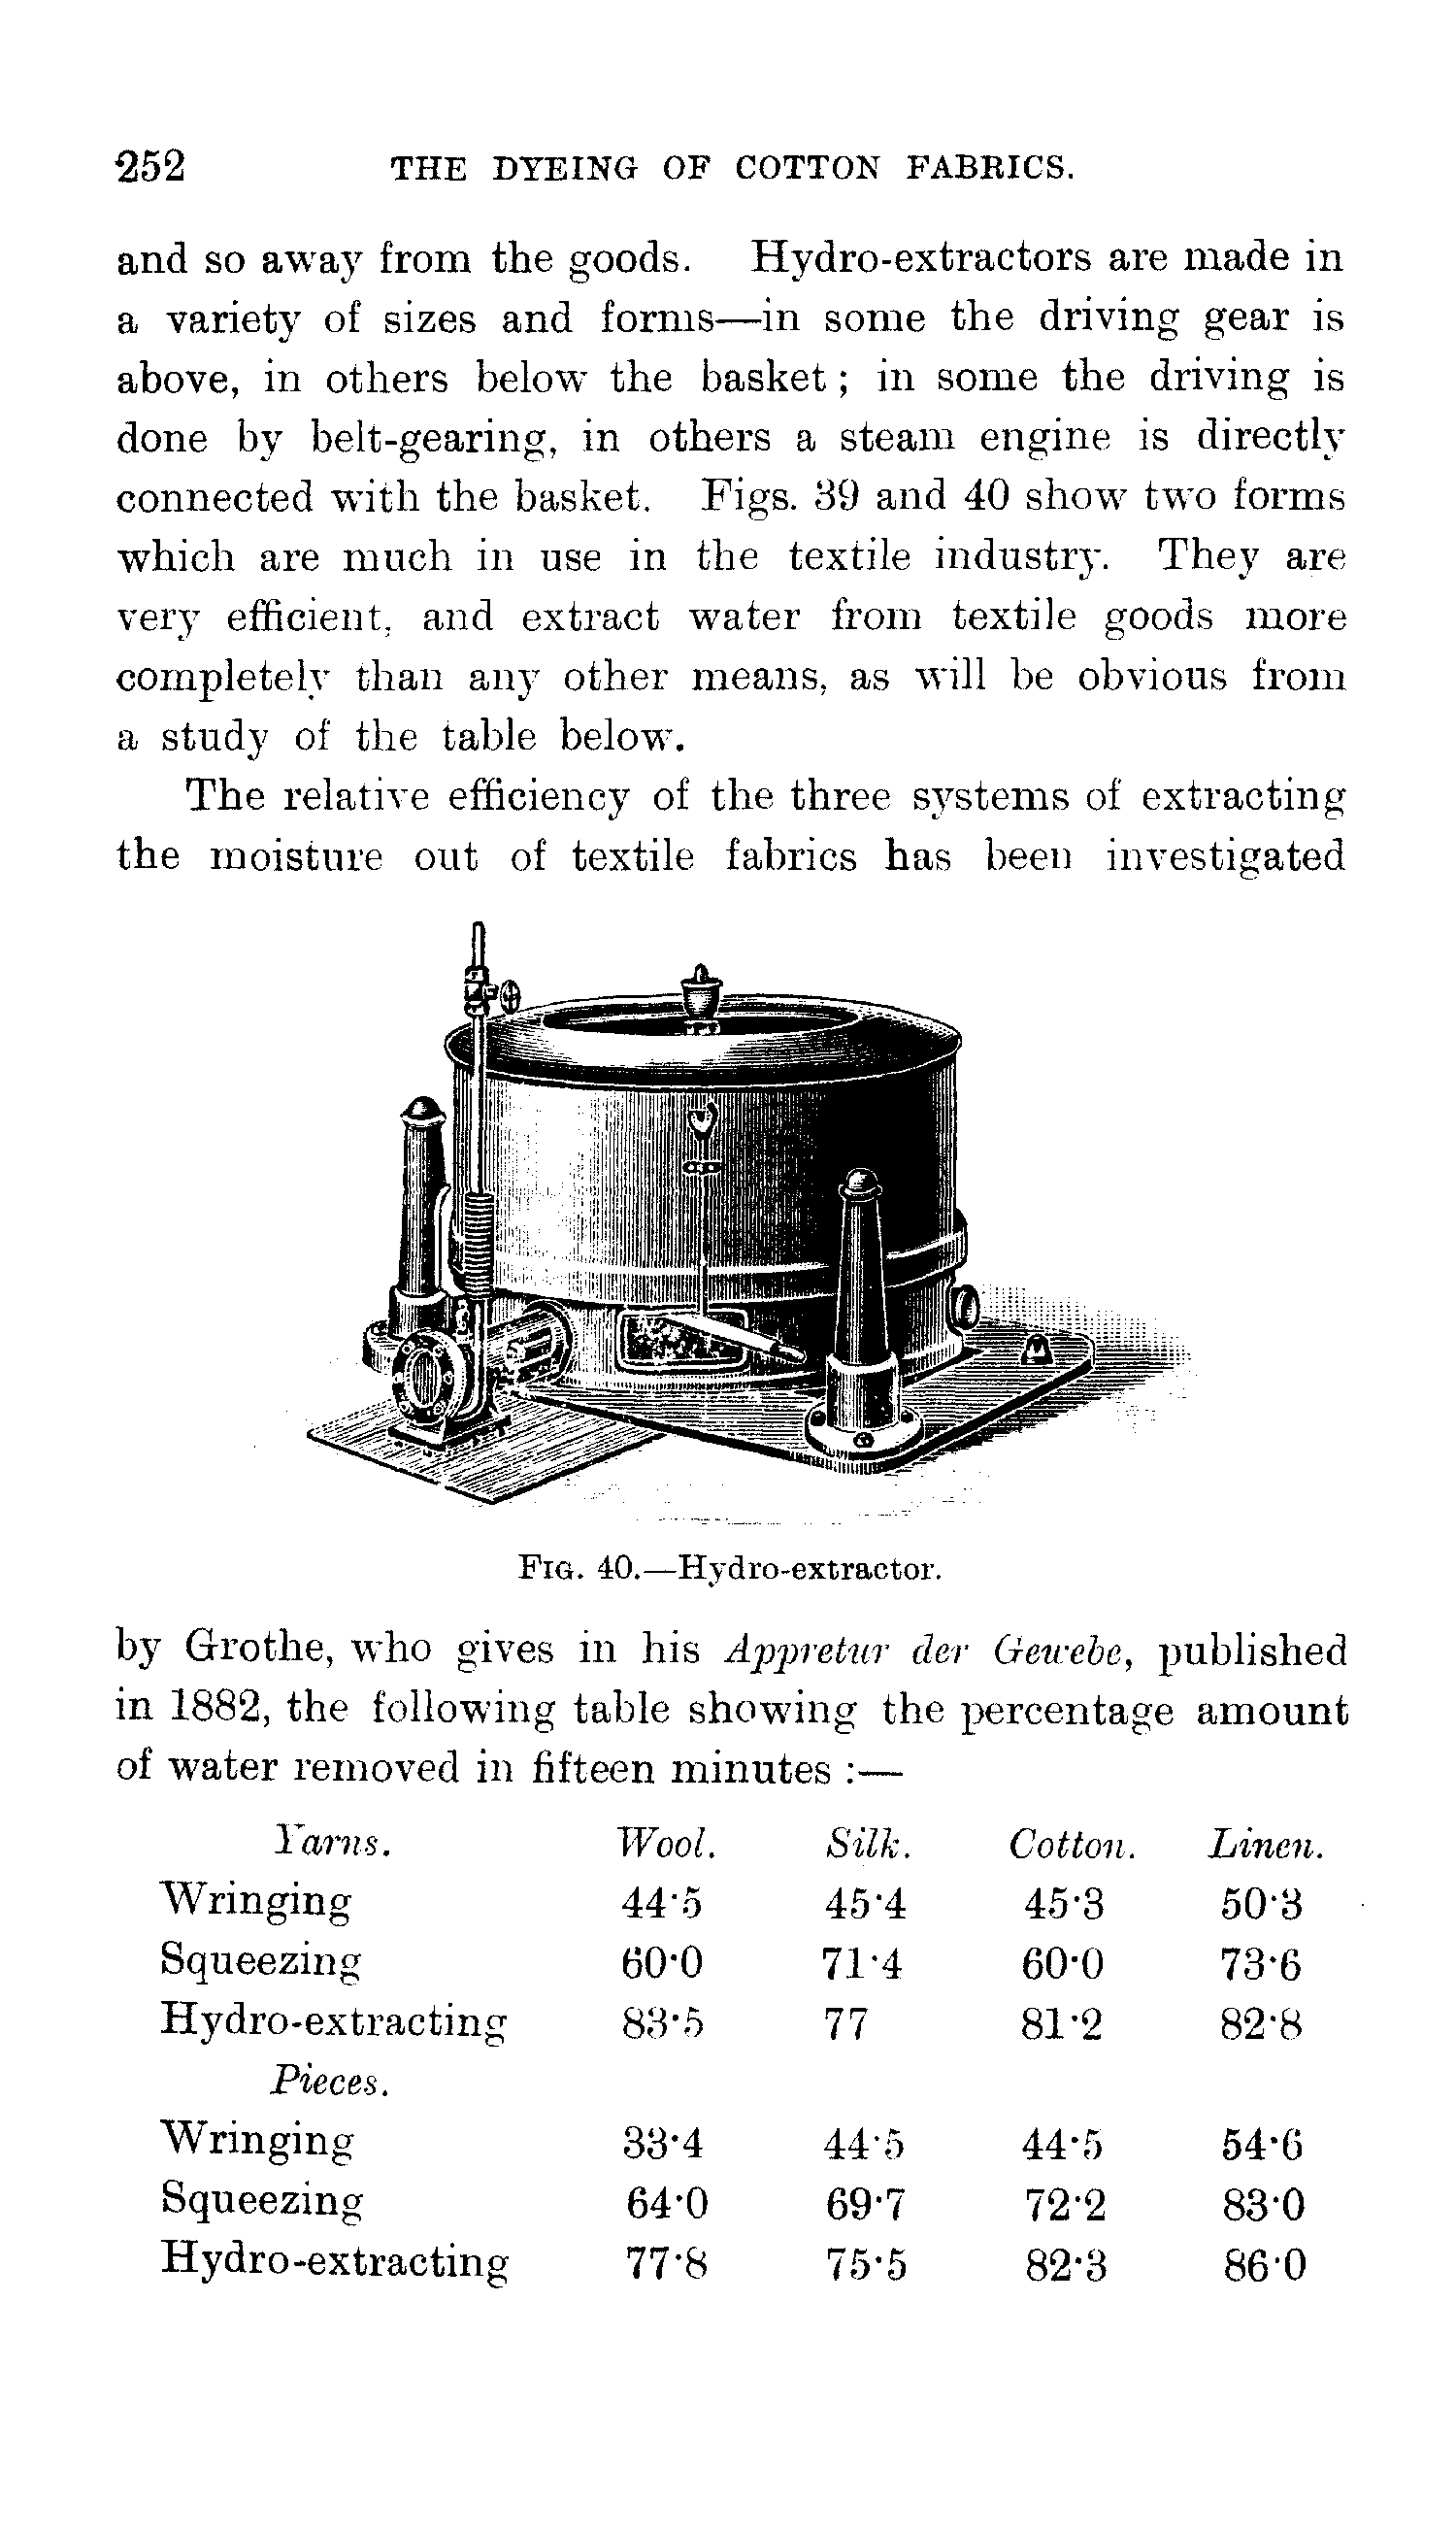 252 THE DYEING OF COTTON FABRICS.
and so away from the goods. Hydro-extractors are made in
a variety of sizes and forms—in some the driving gear is
above, in others below the basket; in some the driving is
done by belt-gearing, in others a steam engine is directly
connected with the basket. Figs. 39 and 40 show two forms
which are much in use in the textile industry. They are
very efficient, and extract water from textile goods more
completely than any other means, as will be obvious from
a study of the table below.
The relative efficiency of the three systems of extracting
the moisture out of textile fabrics has been investigated
FIG. 40.—Hydro-extractor.
by Grothe, who gives in his Appretur der Gewebe, published
in 1882, the following table showing the percentage amount
of water removed in fifteen minutes :—
Yarns. Wool. Silk. Cotton. Linen.
Wringing 44·5 45·4 45·3 50·3
Squeezing 60·0 71·4 60·0 73·6
Hydro-extracting 83·5 77 81·2 82·8
Pieces.
Wringing 33·4 44·5 44·5 54·6
Squeezing 64·0 69·7 72·2 83·0
Hydro-extracting 77·8 75·5 82·3 86·0